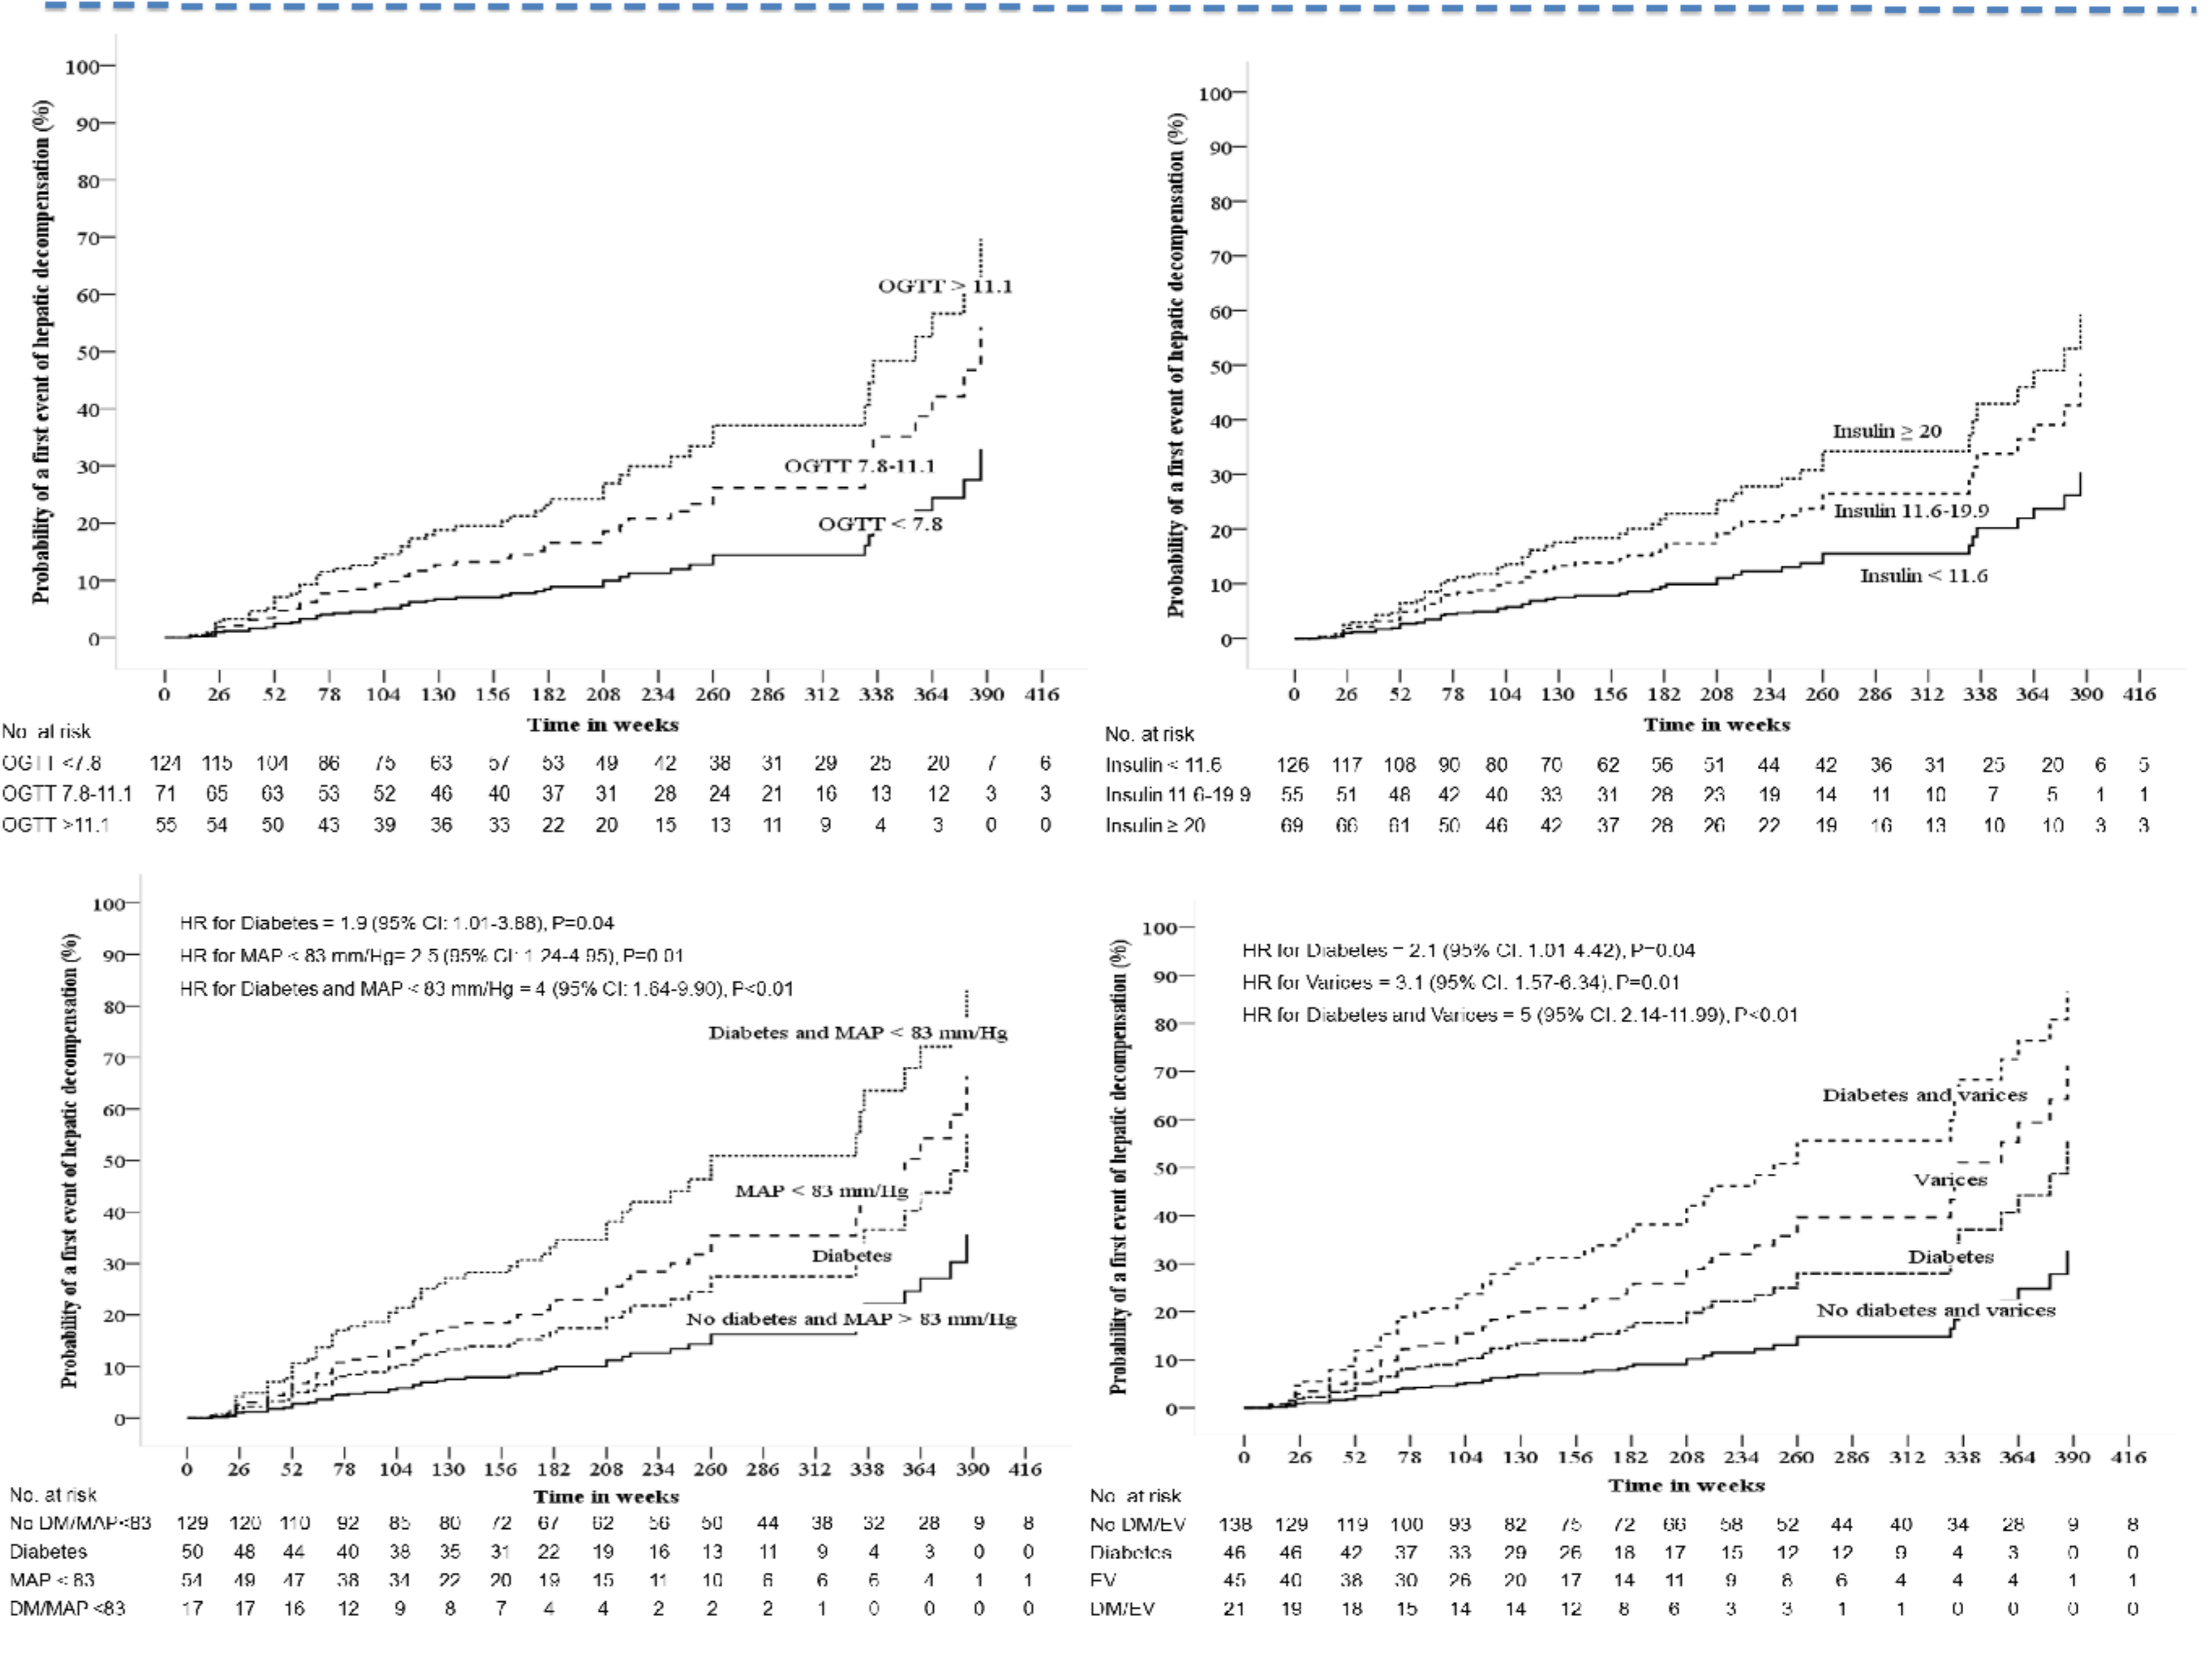 Probability of a first event of hepatic decompensation (%)
100
90
80
70
60
50
40
30
20
10
0
OGTT > 11.1
OGTT 7.8-11.1
OGTT < 7.8
0 26 52 78 104 130 156 182 208 234 260 286 312 338 364 390 416
Time in weeks
No. at risk
OGTT <7.8 124 115 104 86 75 63 57 53 49 42 38 31 29 25 20 7 6
OGTT 7.8-11.1 71 65 63 53 52 46 40 37 31 28 24 21 16 13 12 3 3
OGTT >11.1 55 54 50 43 39 36 33 22 20 15 13 11 9 4 3 0 0
Probability of a first event of hepatic decompensation (%)
100
90
80
70
60
50
40
30
20
10
0
Insulin ≥ 20
Insulin 11.6-19.9
Insulin < 11.6
0 26 52 78 104 130 156 182 208 234 260 286 312 338 364 390 416
Time in weeks
No. at risk
Insulin < 11.6 126 117 108 90 80 70 62 56 51 44 42 36 31 25 20 6 5
Insulin 11.6-19.9 55 51 48 42 40 33 31 28 23 19 14 11 10 7 5 1 1
Insulin ≥ 20 69 66 61 50 46 42 37 28 26 22 19 16 13 10 10 3 3
Probability of a first event of hepatic decompensation (%)
100
90
80
70
60
50
40
30
20
10
0
HR for Diabetes = 1.9 (95% CI: 1.01-3.88), P=0.04
HR for MAP < 83 mm/Hg= 2.5 (95% CI: 1.24-4.95), P=0.01
HR for Diabetes and MAP < 83 mm/Hg = 4 (95% CI: 1.64-9.90), P<0.01
Diabetes and MAP < 83 mm/Hg
MAP < 83 mm/Hg
Diabetes
No diabetes and MAP > 83 mm/Hg
0 26 52 78 104 130 156 182 208 234 260 286 312 338 364 390 416
Time in weeks
No. at risk
No DM/MAP<83 129 120 110 92 85 80 72 67 62 56 50 44 38 32 28 9 8
Diabetes 50 48 44 40 38 35 31 22 19 16 13 11 9 4 3 0 0
MAP < 83 54 49 47 38 34 22 20 19 15 11 10 6 6 6 4 1 1
DM/MAP <83 17 17 16 12 9 8 7 4 4 2 2 2 1 0 0 0 0
Probability of a first event of hepatic decompensation (%)
100
90
80
70
60
50
40
30
20
10
0
HR for Diabetes = 2.1 (95% CI: 1.01-4.42), P=0.04
HR for Varices = 3.1 (95% CI: 1.57-6.34), P=0.01
HR for Diabetes and Varices = 5 (95% CI: 2.14-11.99), P<0.01
Diabetes and varices
Varices
Diabetes
No diabetes and varices
0 26 52 78 104 130 156 182 208 234 260 286 312 338 364 390 416
Time in weeks
No. at risk
No DM/EV 138 129 119 100 93 82 75 72 66 58 52 44 40 34 28 9 8
Diabetes 46 46 42 37 33 29 26 18 17 15 12 12 9 4 3 0 0
EV 45 40 38 30 26 20 17 14 11 9 8 6 4 4 4 1 1
DM/EV 21 19 18 15 14 14 12 8 6 3 3 1 1 0 0 0 0